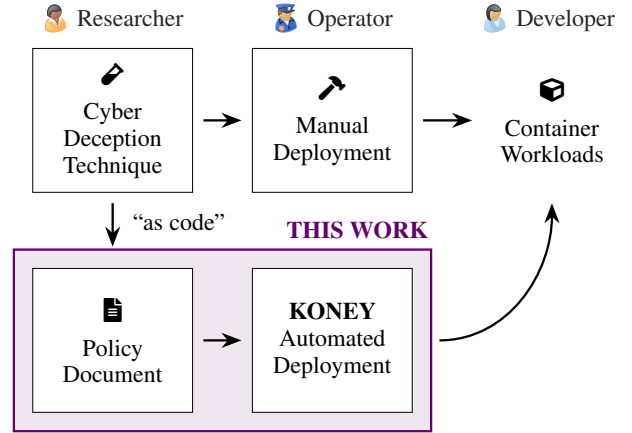 Researcher
Operator
Developer
Cyber
Deception
Technique
Manual
Deployment
Container
Workloads
“as code”
THIS WORK
Policy
Document
KONEY
Automated
Deployment